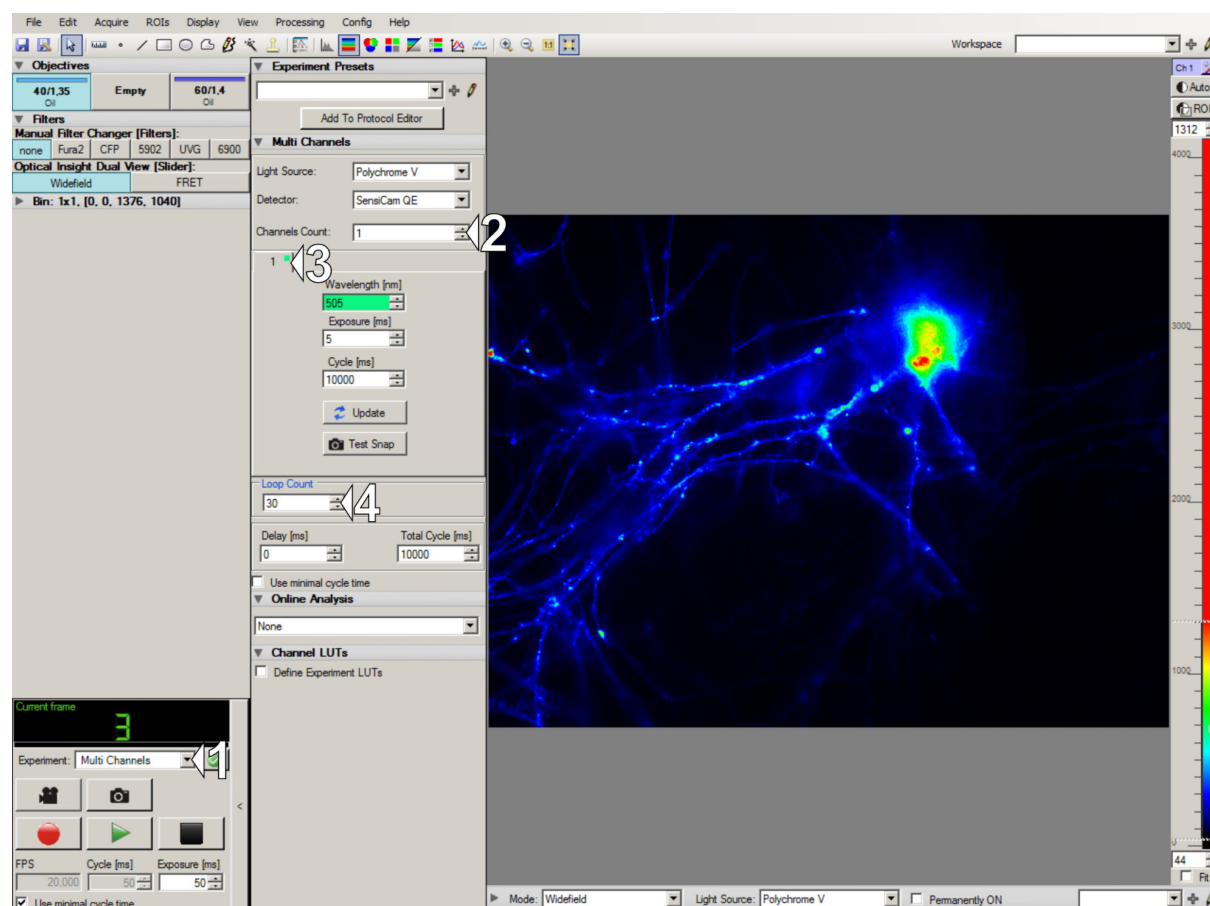 File Edit Acquire ROIs Display View Processing Config Help
1:1
Workspace
Objectives
40/1,35 Empty 60/1,4
Oil Oil
Filters
Manual Filter Changer [Filters]:
none Fura2 CFP 5902 UVG 6900
Optical Insight Dual View [Slider]:
Widefield FRET
Bin: 1x1, [0, 0, 1376, 1040]
Experiment Presets
Add To Protocol Editor
Multi Channels
Light Source: Polychrome V
Detector: SensiCam QE
Channels Count: 1
2
1
3
Wavelength [nm]
505
Exposure [ms]
5
Cycle [ms]
10000
Update
Test Snap
Loop Count
30
4
Delay [ms] Total Cycle [ms]
0 10000
Use minimal cycle time
Online Analysis
None
Channel LUTs
Define Experiment LUTs
Current frame
3
Experiment: Multi Channels
1
<
FPS Cycle [ms] Exposure [ms]
20,000 50 50
Use minimal cycle time
Ch 1
Auto
ROI
1312
4000
3000
2000
1000
0
44
Fit
Mode: Widefield Light Source: Polychrome V Permanently ON